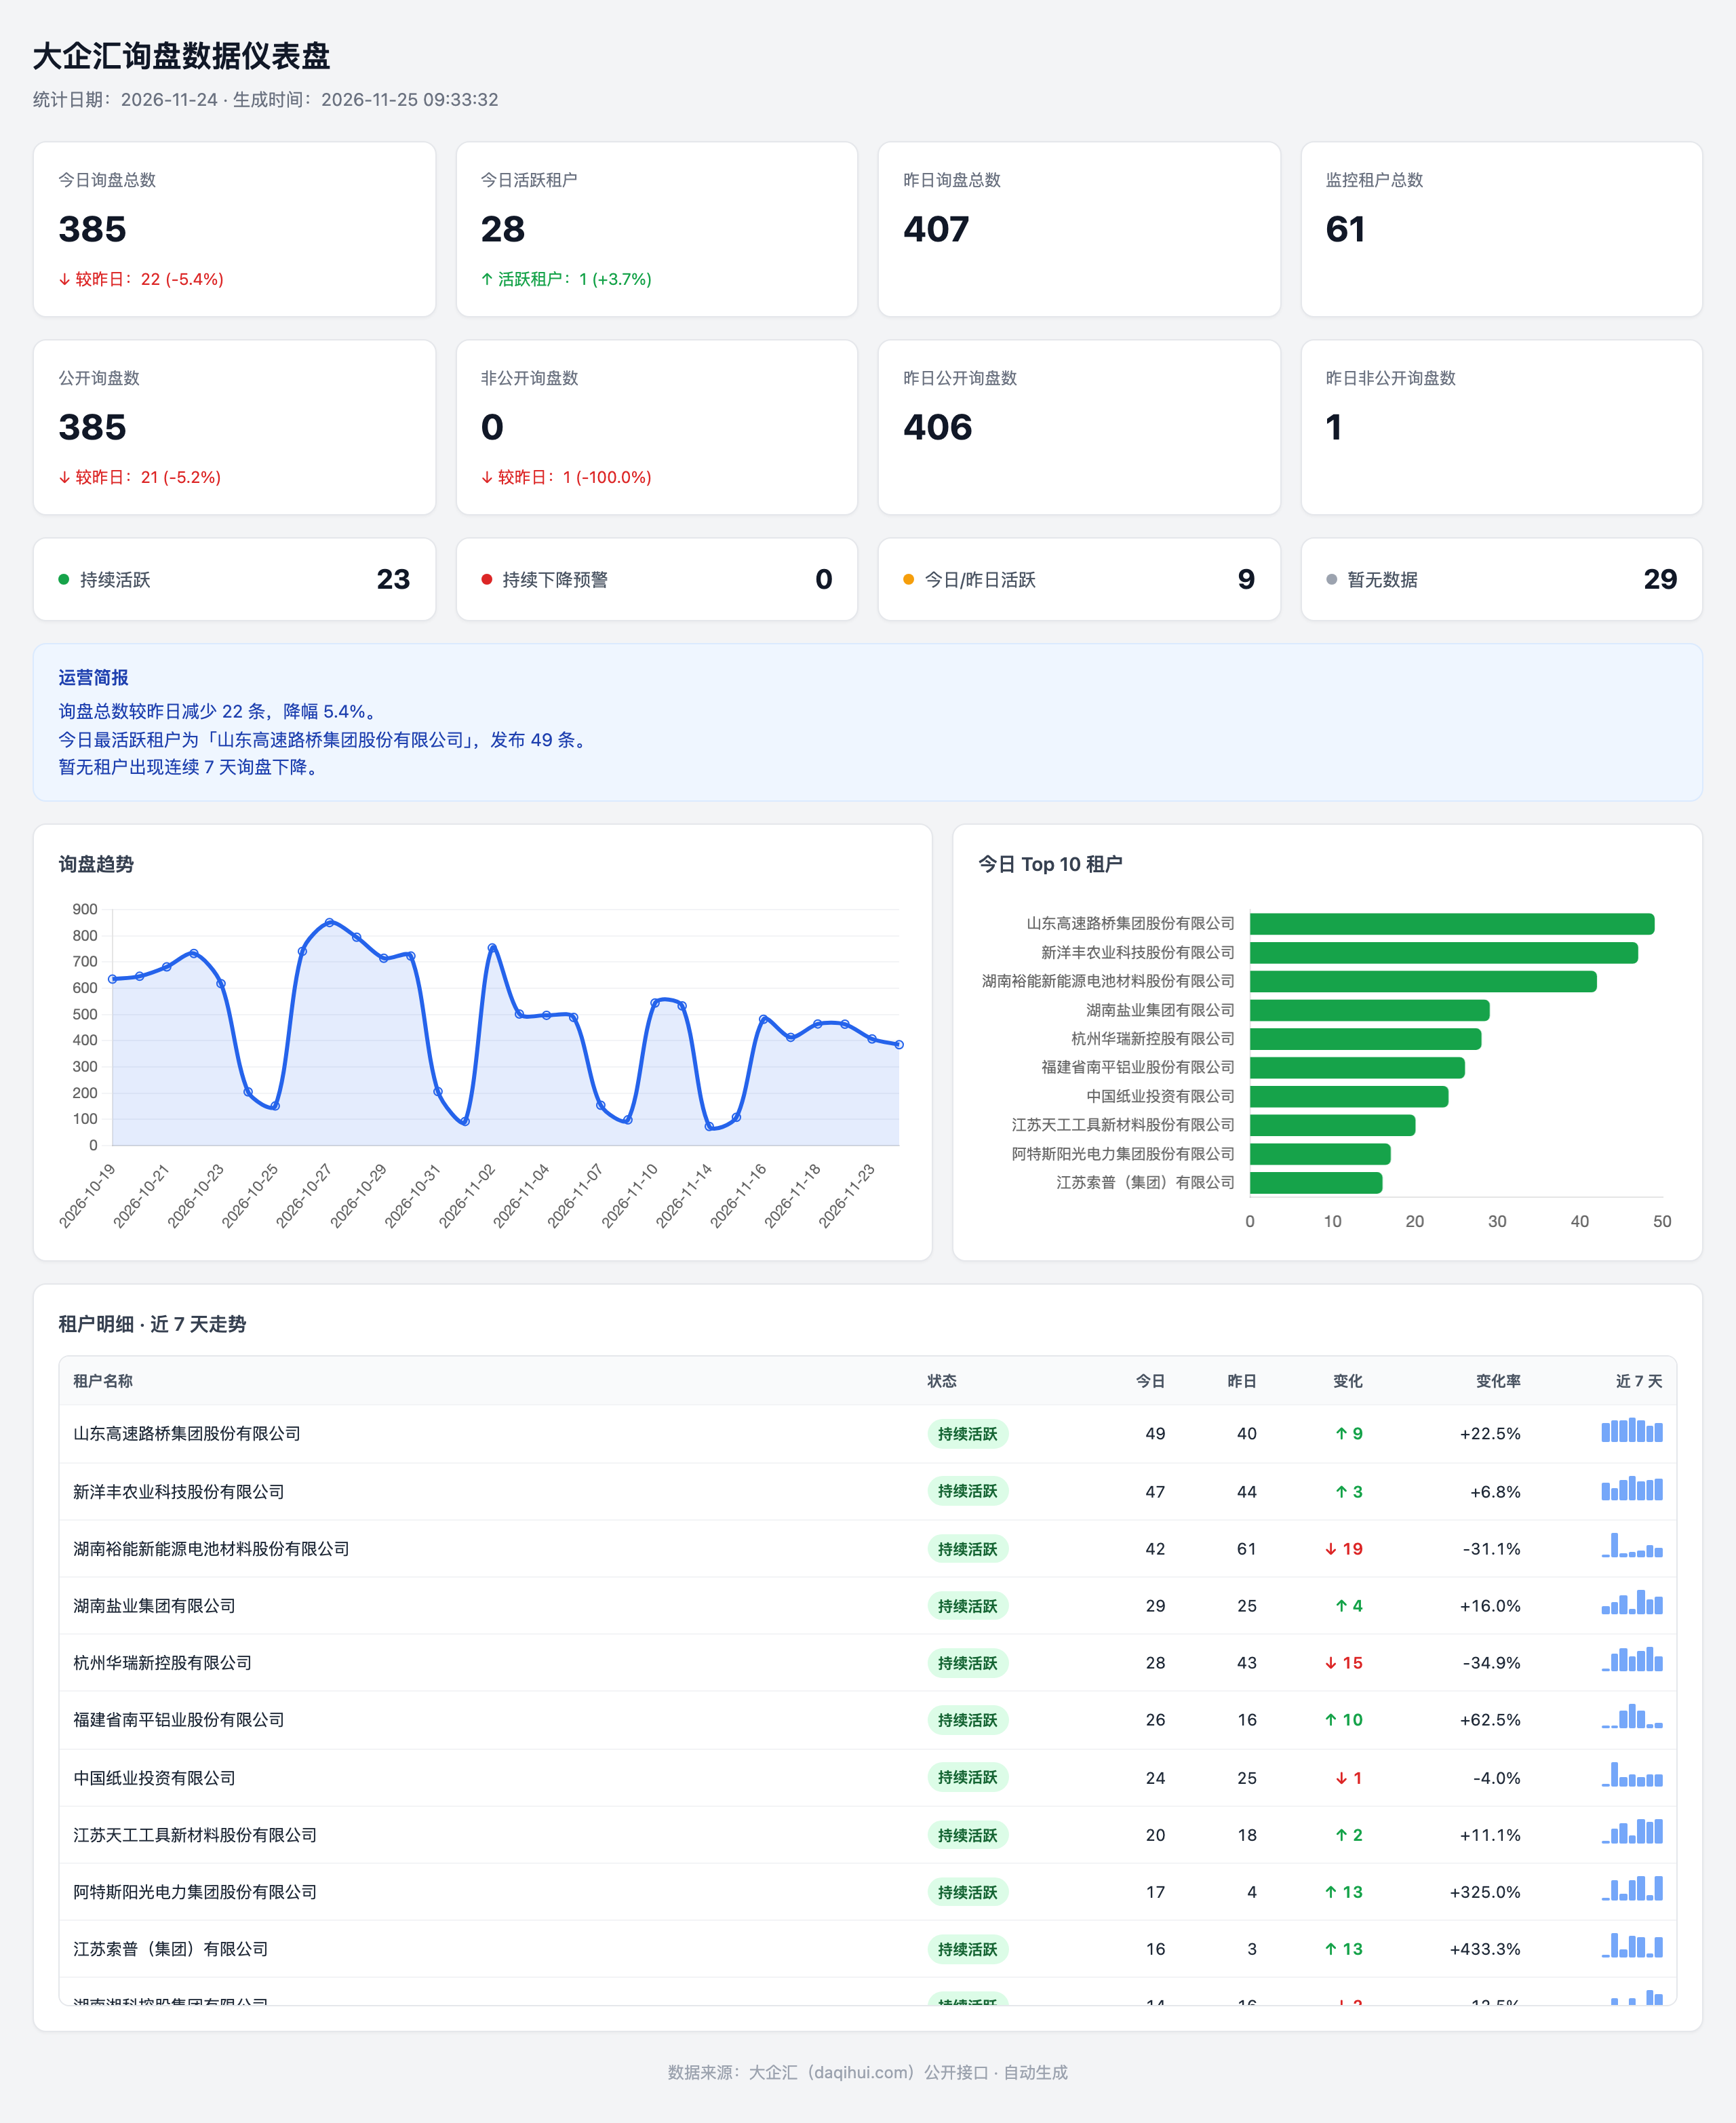 大企汇询盘数据仪表盘
统计日期：2026-11-24 · 生成时间：2026-11-25 09:33:32
今日询盘总数
385
↓ 较昨日：22 (-5.4%)
今日活跃租户
28
↑ 活跃租户：1 (+3.7%)
昨日询盘总数
407
监控租户总数
61
公开询盘数
385
↓ 较昨日：21 (-5.2%)
非公开询盘数
0
↓ 较昨日：1 (-100.0%)
昨日公开询盘数
406
昨日非公开询盘数
1
持续活跃 23
持续下降预警 0
今日/昨日活跃 9
暂无数据 29
运营简报
询盘总数较昨日减少 22 条，降幅 5.4%。
今日最活跃租户为「山东高速路桥集团股份有限公司」，发布 49 条。
暂无租户出现连续 7 天询盘下降。
询盘趋势
900
800
700
600
500
400
300
200
100
0
2026-10-19
2026-10-21
2026-10-23
2026-10-25
2026-10-27
2026-10-29
2026-10-31
2026-11-02
2026-11-04
2026-11-07
2026-11-10
2026-11-14
2026-11-16
2026-11-18
2026-11-23
今日 Top 10 租户
山东高速路桥集团股份有限公司
新洋丰农业科技股份有限公司
湖南裕能新能源电池材料股份有限公司
湖南盐业集团有限公司
杭州华瑞新控股有限公司
福建省南平铝业股份有限公司
中国纸业投资有限公司
江苏天工工具新材料股份有限公司
阿特斯阳光电力集团股份有限公司
江苏索普（集团）有限公司
0 10 20 30 40 50
租户明细 · 近 7 天走势
租户名称 状态 今日 昨日 变化 变化率 近 7 天
山东高速路桥集团股份有限公司 持续活跃 49 40 ↑ 9 +22.5%
新洋丰农业科技股份有限公司 持续活跃 47 44 ↑ 3 +6.8%
湖南裕能新能源电池材料股份有限公司 持续活跃 42 61 ↓ 19 -31.1%
湖南盐业集团有限公司 持续活跃 29 25 ↑ 4 +16.0%
杭州华瑞新控股有限公司 持续活跃 28 43 ↓ 15 -34.9%
福建省南平铝业股份有限公司 持续活跃 26 16 ↑ 10 +62.5%
中国纸业投资有限公司 持续活跃 24 25 ↓ 1 -4.0%
江苏天工工具新材料股份有限公司 持续活跃 20 18 ↑ 2 +11.1%
阿特斯阳光电力集团股份有限公司 持续活跃 17 4 ↑ 13 +325.0%
江苏索普（集团）有限公司 持续活跃 16 3 ↑ 13 +433.3%
数据来源：大企汇（daqihui.com）公开接口 · 自动生成